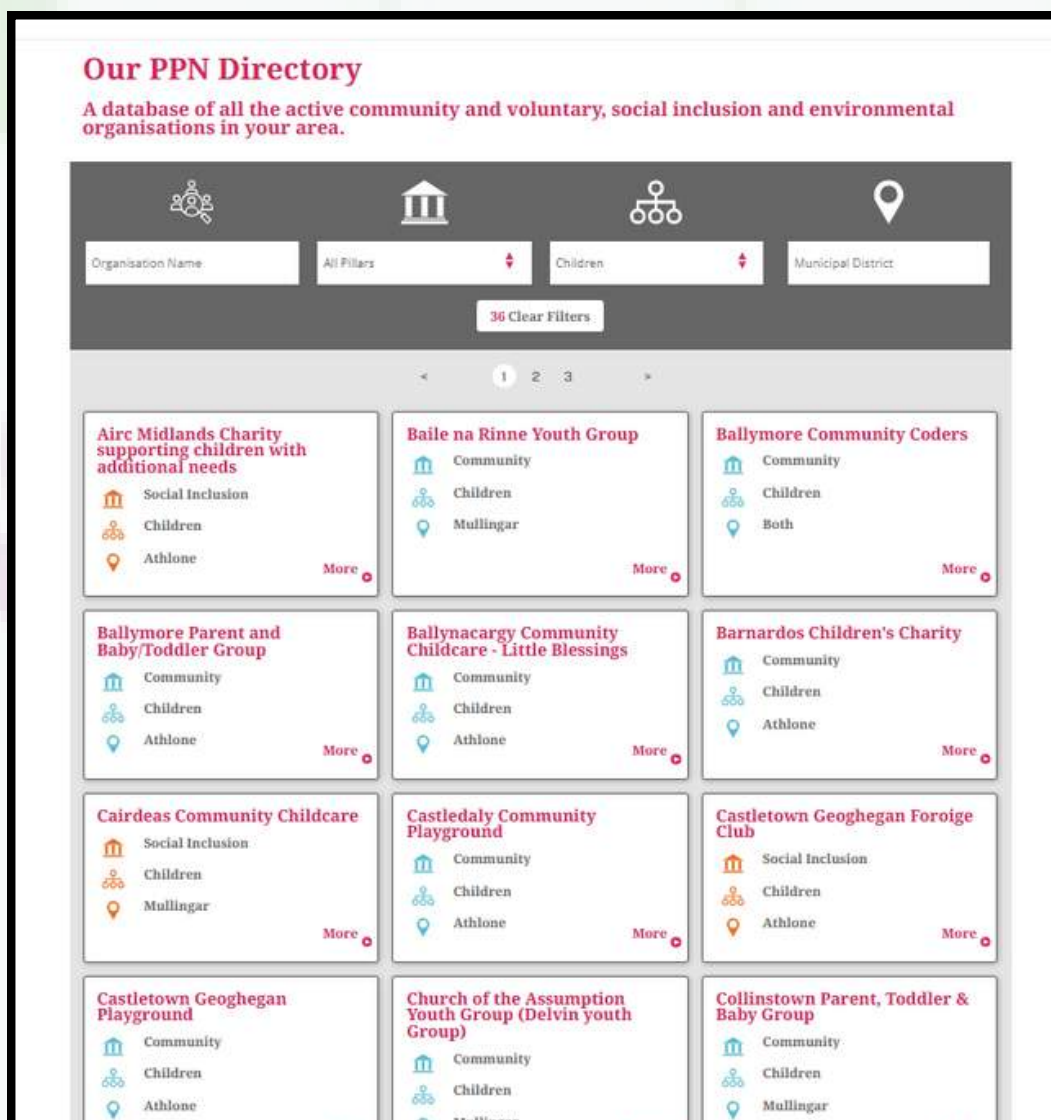 Our PPN Directory
A database of all the active community and voluntary, social inclusion and environmental
organisations in your area.
Organisation Name
All Pillars
Children
Municipal District
36 Clear Filters
< 1 2 3 >
Airc Midlands Charity
supporting children with
additional needs
Social Inclusion
Children
Athlone
More
Baile na Rinne Youth Group
Community
Children
Mullingar
More
Ballymore Community Coders
Community
Children
Both
More
Ballymore Parent and
Baby/Toddler Group
Community
Children
Athlone
More
Ballynacargy Community
Childcare - Little Blessings
Community
Children
Athlone
More
Barnardos Children's Charity
Community
Children
Athlone
More
Cairdeas Community Childcare
Social Inclusion
Children
Mullingar
More
Castledaly Community
Playground
Community
Children
Athlone
More
Castletown Geoghegan Foroige
Club
Social Inclusion
Children
Athlone
More
Castletown Geoghegan
Playground
Community
Children
Athlone
Church of the Assumption
Youth Group (Delvin youth
Group)
Community
Children
Collinstown Parent, Toddler &
Baby Group
Community
Children
Mullingar